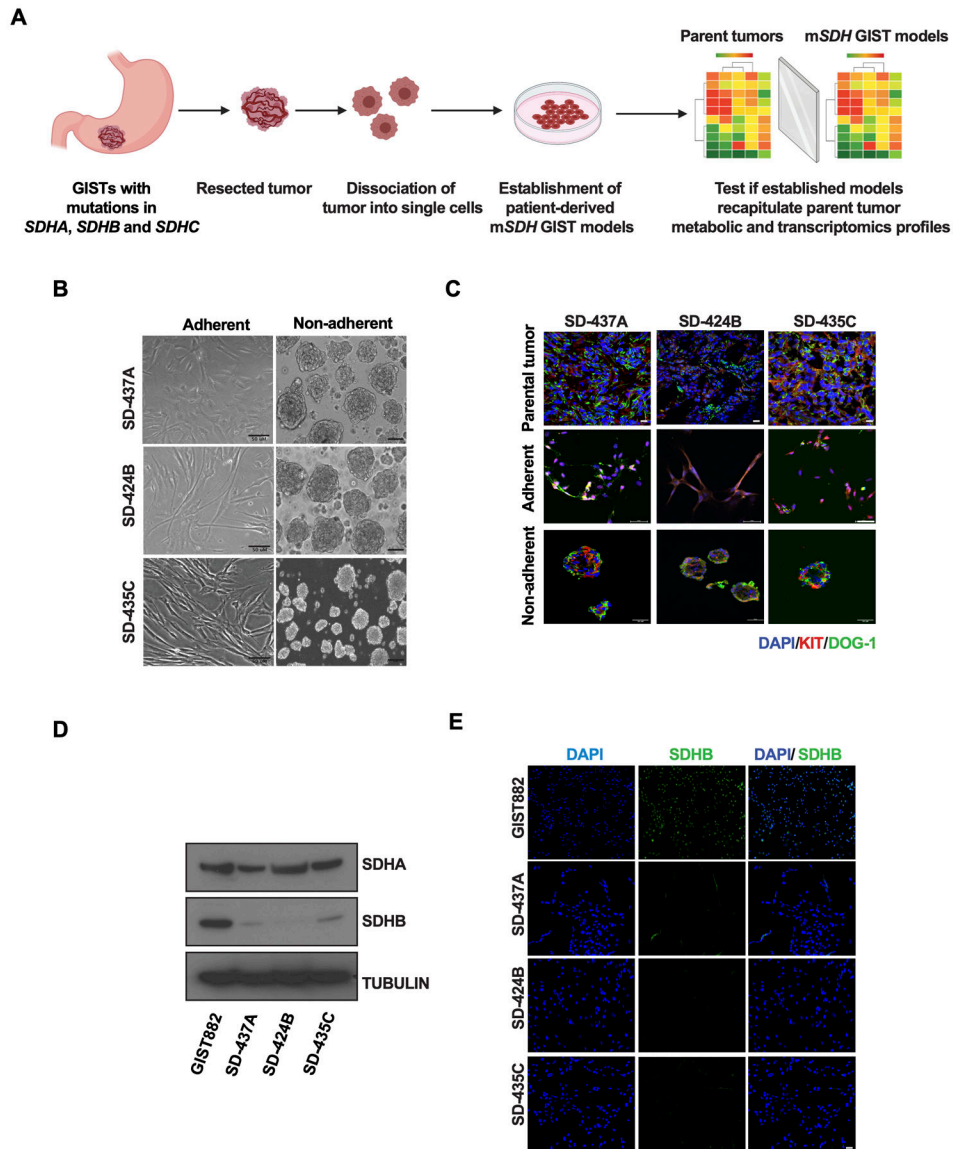 A
Parent tumors
mSDH GIST models
GISTs with
mutations in
SDHA, SDHB and SDHC
Resected tumor
Dissociation of
tumor into single cells
Establishment of
patient-derived
mSDH GIST models
Test if established models
recapitulate parent tumor
metabolic and transcriptomics profiles
B
Adherent
Non-adherent
SD-437A
SD-424B
SD-435C
C
SD-437A
SD-424B
SD-435C
Parental tumor
Adherent
Non-adherent
DAPI/KIT/DOG-1
D
SDHA
SDHB
TUBULIN
GIST882
SD-437A
SD-424B
SD-435C
E
DAPI
SDHB
DAPI/ SDHB
GIST882
SD-437A
SD-424B
SD-435C